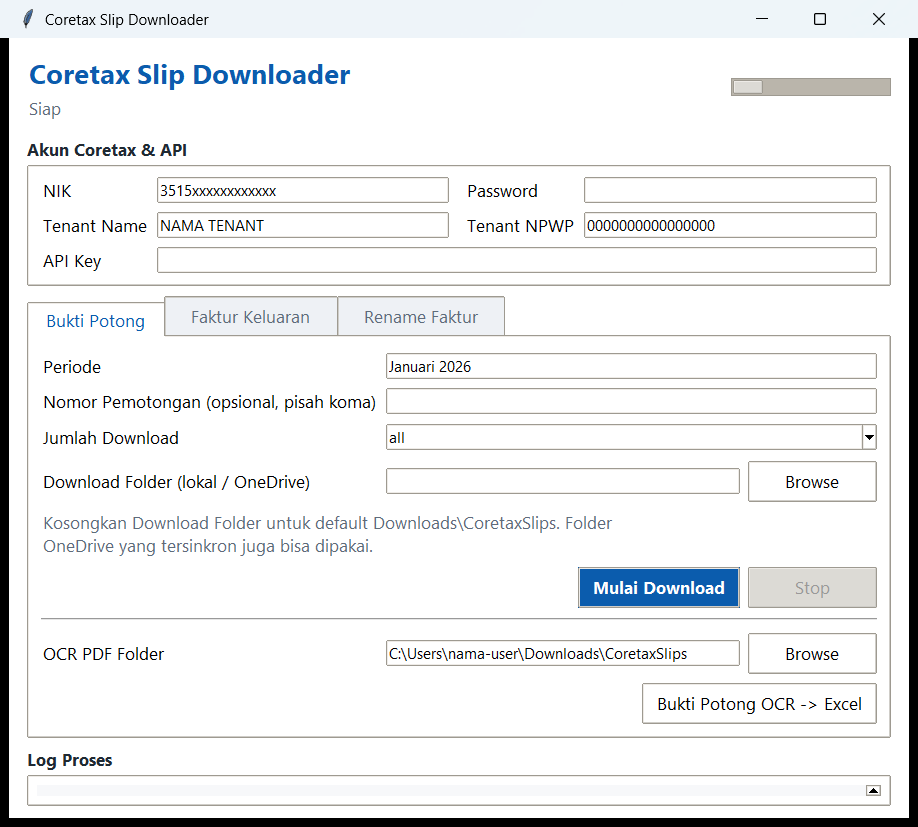 Coretax Slip Downloader
Coretax Slip Downloader
Siap
Akun Coretax & API
NIK 3515xxxxxxxxxxxx Password
Tenant Name NAMA TENANT Tenant NPWP 0000000000000000
API Key
Bukti Potong Faktur Keluaran Rename Faktur
Periode Januari 2026
Nomor Pemotongan (opsional, pisah koma)
Jumlah Download all
Download Folder (lokal / OneDrive) Browse
Kosongkan Download Folder untuk default Downloads\CoretaxSlips. Folder
OneDrive yang tersinkron juga bisa dipakai.
Mulai Download Stop
OCR PDF Folder C:\Users\nama-user\Downloads\CoretaxSlips Browse
Bukti Potong OCR -> Excel
Log Proses